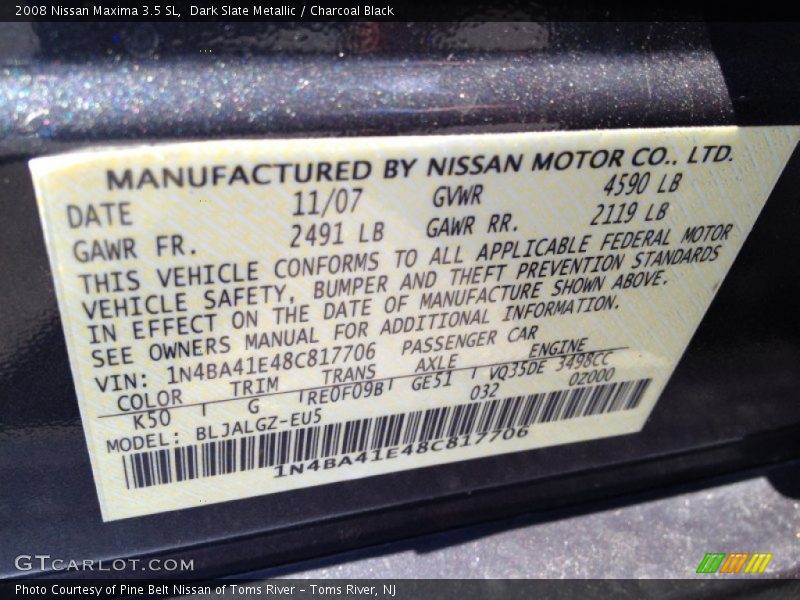 2008 Nissan Maxima 3.5 SL,  Dark Slate Metallic / Charcoal Black
MANUFACTURED BY NISSAN MOTOR CO., LTD.
DATE 11/07 GVWR 4590 LB
GAWR FR. 2491 LB GAWR RR. 2119 LB
THIS VEHICLE CONFORMS TO ALL APPLICABLE FEDERAL MOTOR
VEHICLE SAFETY, BUMPER AND THEFT PREVENTION STANDARDS
IN EFFECT ON THE DATE OF MANUFACTURE SHOWN ABOVE.
SEE OWNERS MANUAL FOR ADDITIONAL INFORMATION.
VIN: 1N4BA41E48C817706 PASSENGER CAR
COLOR TRIM TRANS AXLE ENGINE
K50 G RE0F09B GE51 VQ35DE 3498CC
MODEL: BLJALGZ-EU5 032 0Z000
1N4BA41E48C817706
GTCARLOT.COM
Photo Courtesy of Pine Belt Nissan of Toms River – Toms River, NJ